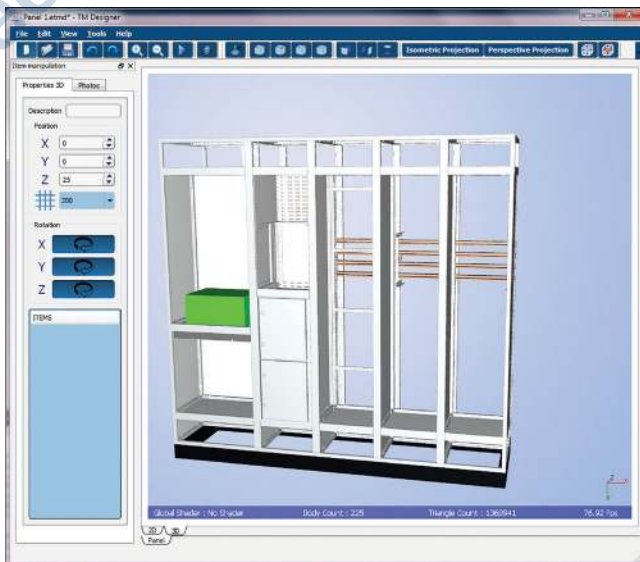 Panel 1.etmd* - TM Designer
File Edit View Tools Help
Isometric Projection Perspective Projection
Item manipulation
Properties 3D Photos
Description
Position
X 0
Y 0
Z 25
200
Rotation
X
Y
Z
ITEMS
Global Shader : No Shader Body Count : 225 Triangle Count : 1368941 76.92 Fps
2D 3D
Panel